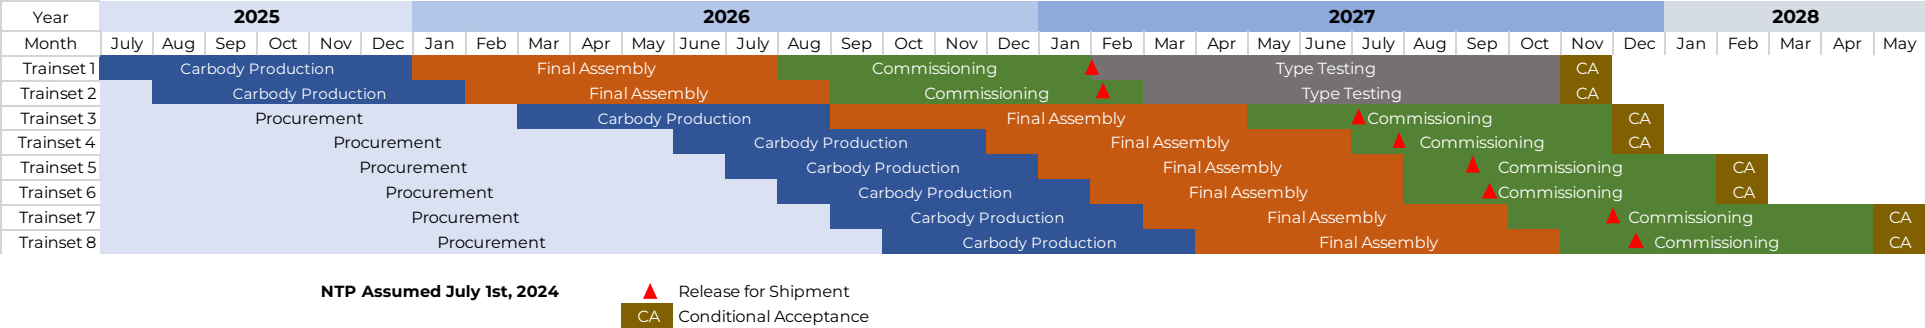 Year 2025 2026 2027 2028
Month July Aug Sep Oct Nov Dec Jan Feb Mar Apr May June July Aug Sep Oct Nov Dec Jan Feb Mar Apr May June July Aug Sep Oct Nov Dec Jan Feb Mar Apr May
Trainset 1 Carbody Production Final Assembly Commissioning Type Testing CA
Trainset 2 Carbody Production Final Assembly Commissioning Type Testing CA
Trainset 3 Procurement Carbody Production Final Assembly Commissioning CA
Trainset 4 Procurement Carbody Production Final Assembly Commissioning CA
Trainset 5 Procurement Carbody Production Final Assembly Commissioning CA
Trainset 6 Procurement Carbody Production Final Assembly Commissioning CA
Trainset 7 Procurement Carbody Production Final Assembly Commissioning CA
Trainset 8 Procurement Carbody Production Final Assembly Commissioning CA
NTP Assumed July 1st, 2024 Release for Shipment
CA Conditional Acceptance